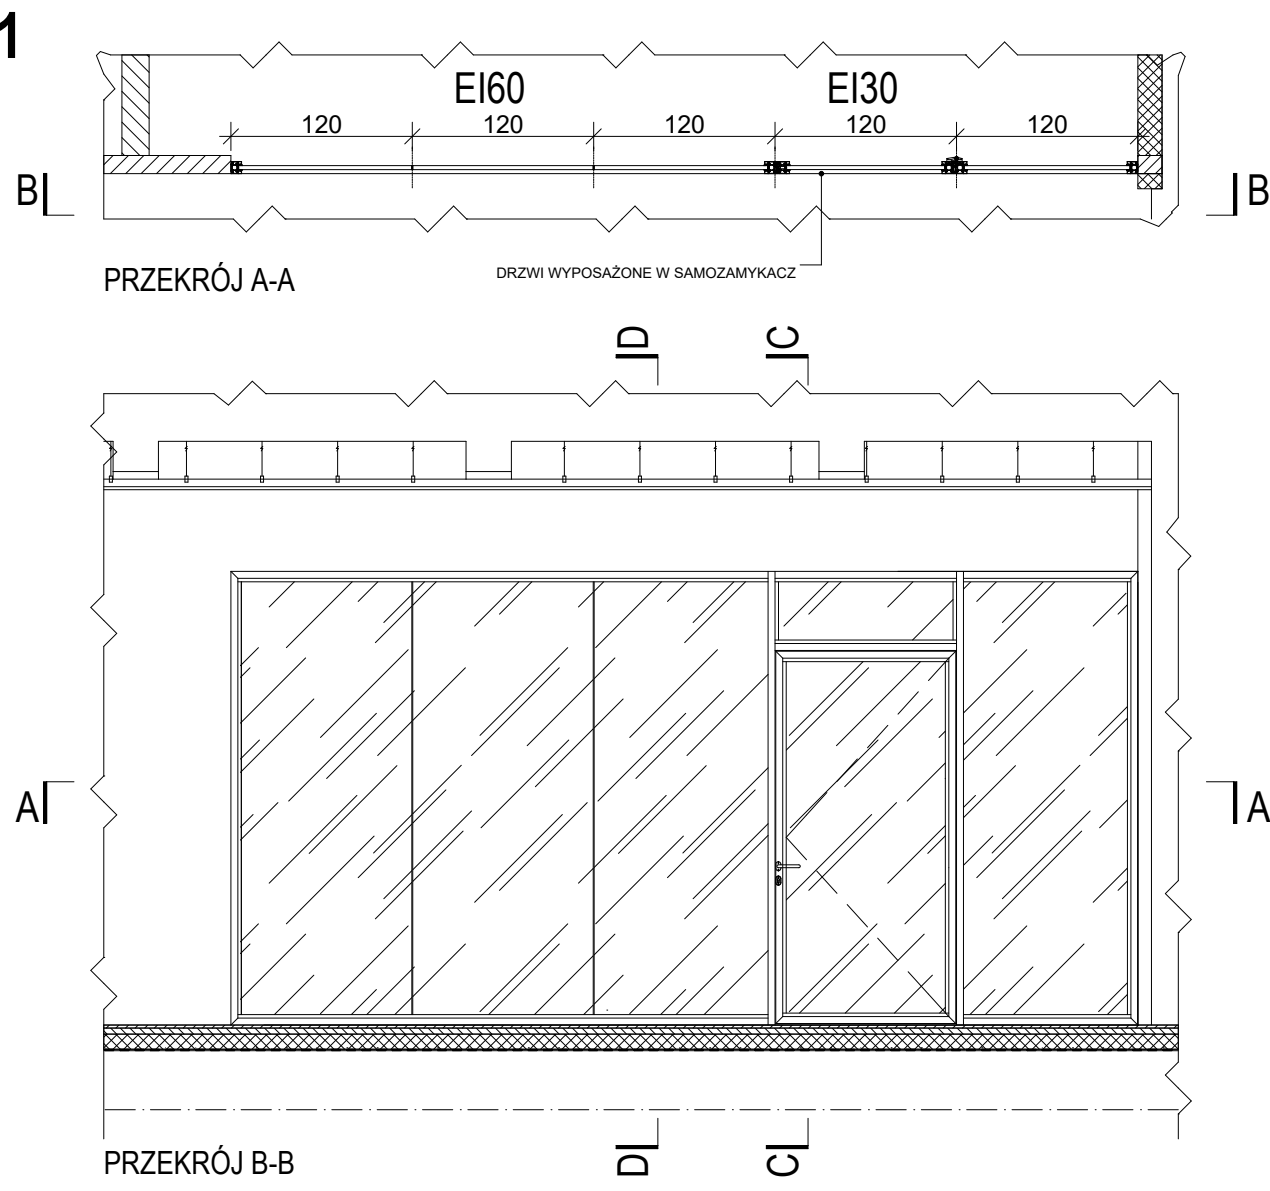 1
EI60 EI30
120 120 120 120 120
B B
PRZEKRÓJ A-A
DRZWI WYPOSAŻONE W SAMOZAMYKACZ
D C
A A
D C
PRZEKRÓJ B-B